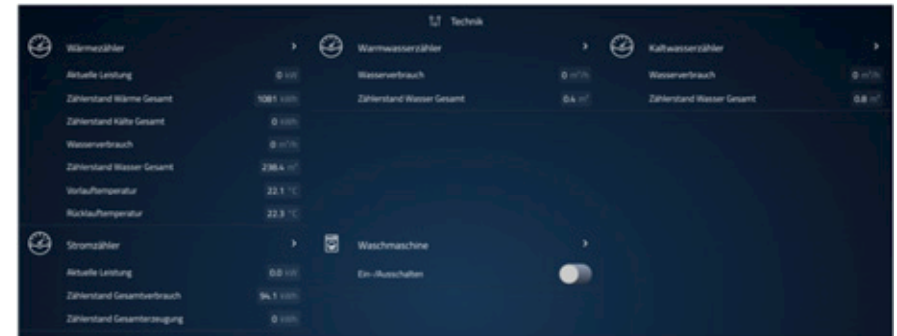 Technik
Wärmezähler
Aktuelle Leistung 0 kW
Zählerstand Wärme Gesamt 1081 kWh
Zählerstand Kälte Gesamt 0 kWh
Wasserverbrauch 0 m³/h
Zählerstand Wasser Gesamt 238.4 m³
Vorlauftemperatur 22.1 °C
Rücklauftemperatur 22.3 °C
Warmwasserzähler
Wasserverbrauch 0 m³/h
Zählerstand Wasser Gesamt 0.4 m³
Kaltwasserzähler
Wasserverbrauch 0 m³/h
Zählerstand Wasser Gesamt 0.8 m³
Stromzähler
Aktuelle Leistung 0.0 kW
Zählerstand Gesamtverbrauch 94.1 kWh
Zählerstand Gesamterzeugung 0 kWh
Waschmaschine
Ein-/Ausschalten